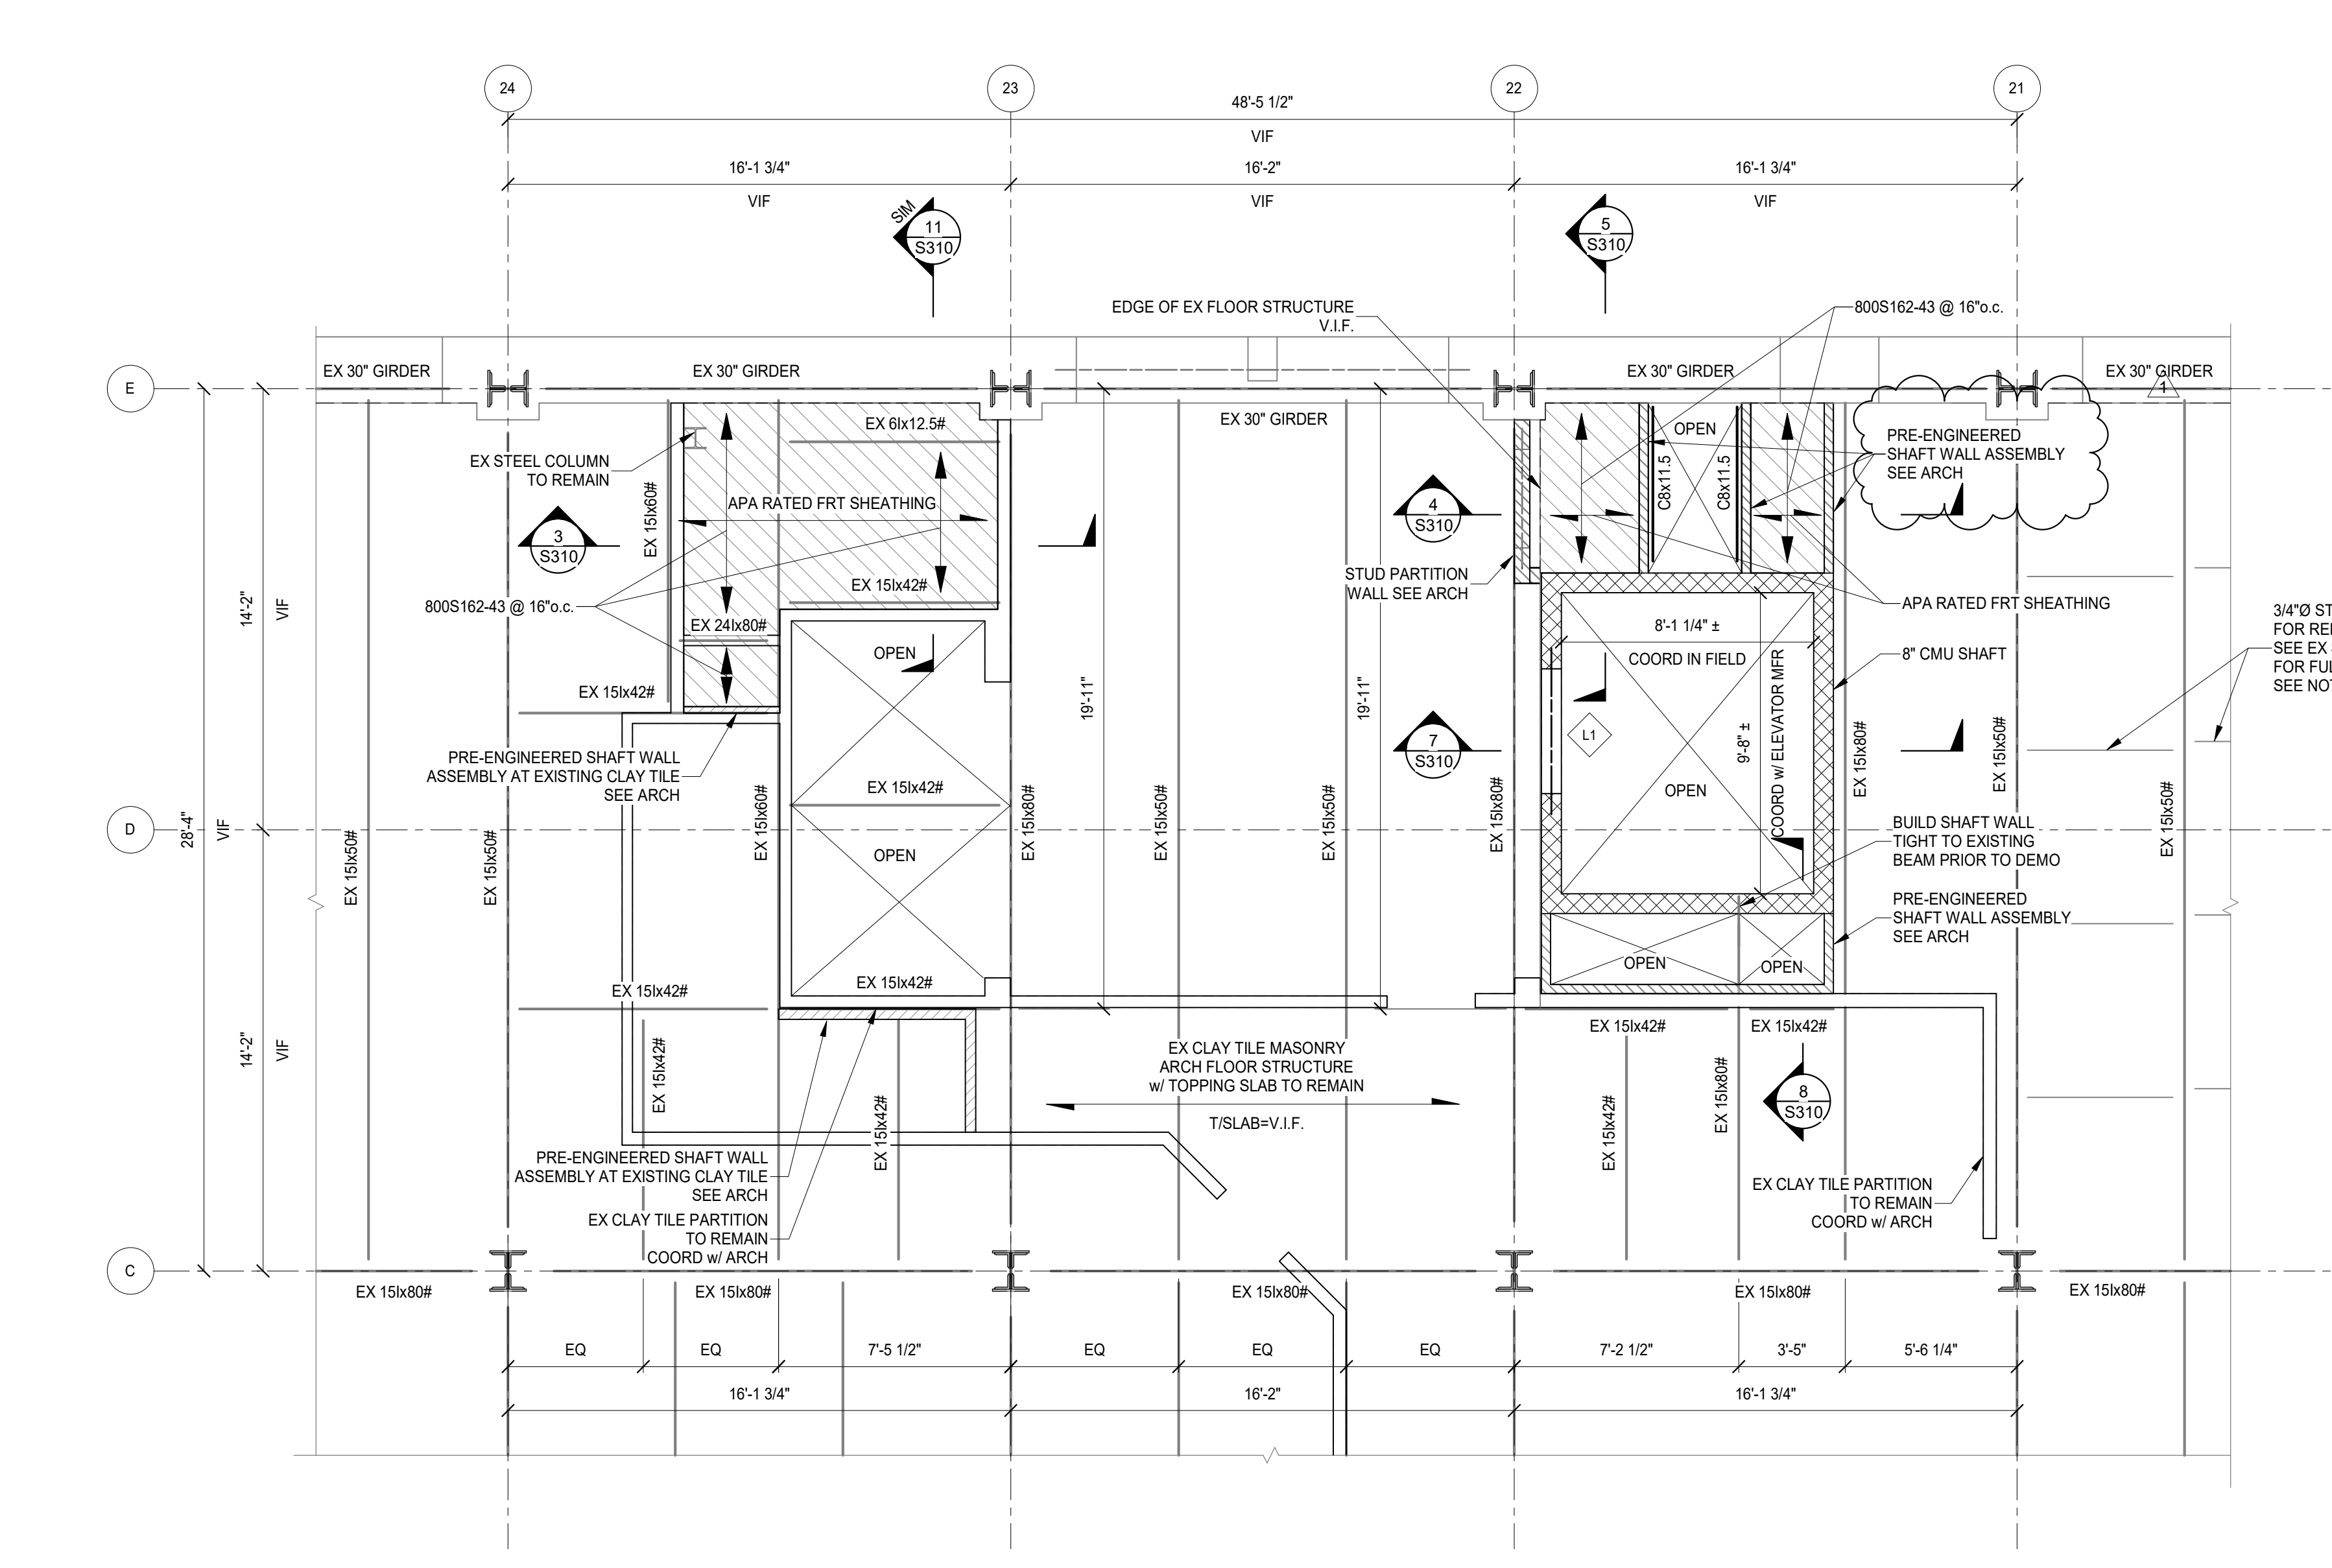 24
23
22
21
48'-5 1/2"
VIF
16'-1 3/4"
VIF
16'-2"
VIF
16'-1 3/4"
VIF
SIM
11
S310
5
S310
EDGE OF EX FLOOR STRUCTURE
V.I.F.
800S162-43 @ 16"o.c.
E
EX 30" GIRDER
EX 30" GIRDER
EX 30" GIRDER
EX 30" GIRDER
EX 30" GIRDER
1
EX 6Ix12.5#
OPEN
PRE-ENGINEERED
SHAFT WALL ASSEMBLY
SEE ARCH
EX STEEL COLUMN
TO REMAIN
EX 15Ix60#
APA RATED FRT SHEATHING
C8x11.5
C8x11.5
3
S310
4
S310
EX 15Ix42#
STUD PARTITION
WALL SEE ARCH
800S162-43 @ 16"o.c.
EX 24Ix80#
APA RATED FRT SHEATHING
14'-2"
VIF
8'-1 1/4" ±
COORD IN FIELD
9'-8" ±
COORD w/ ELEVATOR MFR
8" CMU SHAFT
3/4"Ø ST
FOR REI
SEE EX
FOR FUL
SEE NOT
OPEN
EX 15Ix42#
19'-11"
19'-11"
L1
7
S310
PRE-ENGINEERED SHAFT WALL
ASSEMBLY AT EXISTING CLAY TILE
SEE ARCH
EX 15Ix42#
OPEN
EX 15Ix80#
EX 15Ix50#
D
28'-4"
VIF
EX 15Ix50#
EX 15Ix50#
EX 15Ix60#
OPEN
EX 15Ix80#
EX 15Ix50#
EX 15Ix50#
EX 15Ix80#
EX 15Ix50#
BUILD SHAFT WALL
TIGHT TO EXISTING
BEAM PRIOR TO DEMO
PRE-ENGINEERED
SHAFT WALL ASSEMBLY
SEE ARCH
OPEN
OPEN
EX 15Ix42#
EX 15Ix42#
EX 15Ix42#
EX 15Ix42#
14'-2"
VIF
EX 15Ix42#
EX 15Ix42#
EX CLAY TILE MASONRY
ARCH FLOOR STRUCTURE
w/ TOPPING SLAB TO REMAIN
T/SLAB=V.I.F.
EX 15Ix42#
EX 15Ix80#
8
S310
PRE-ENGINEERED SHAFT WALL
ASSEMBLY AT EXISTING CLAY TILE
SEE ARCH
EX CLAY TILE PARTITION
TO REMAIN
COORD w/ ARCH
EX CLAY TILE PARTITION
TO REMAIN
COORD w/ ARCH
C
EX 15Ix80#
EX 15Ix80#
EX 15Ix80#
EX 15Ix80#
EX 15Ix80#
EQ
EQ
7'-5 1/2"
EQ
EQ
EQ
7'-2 1/2"
3'-5"
5'-6 1/4"
16'-1 3/4"
16'-2"
16'-1 3/4"